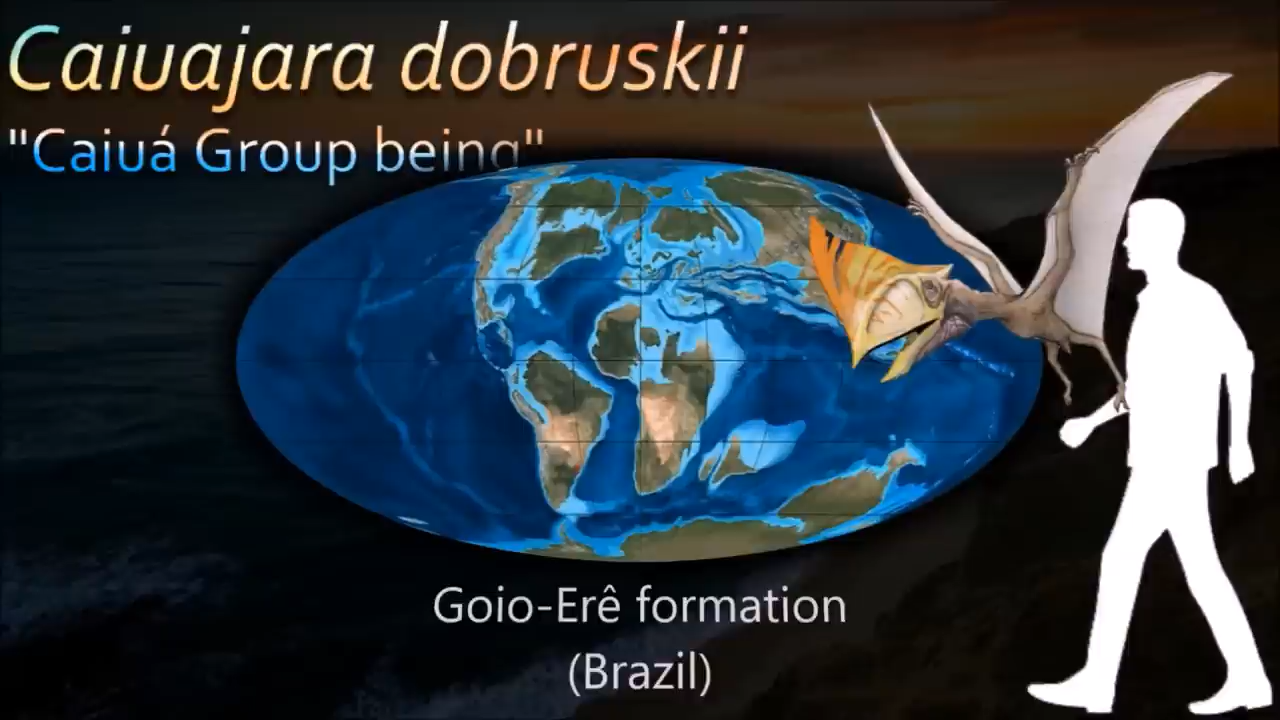 Caiuajara dobruskii
"Caiuá Group being"
Goio-Erê formation
(Brazil)